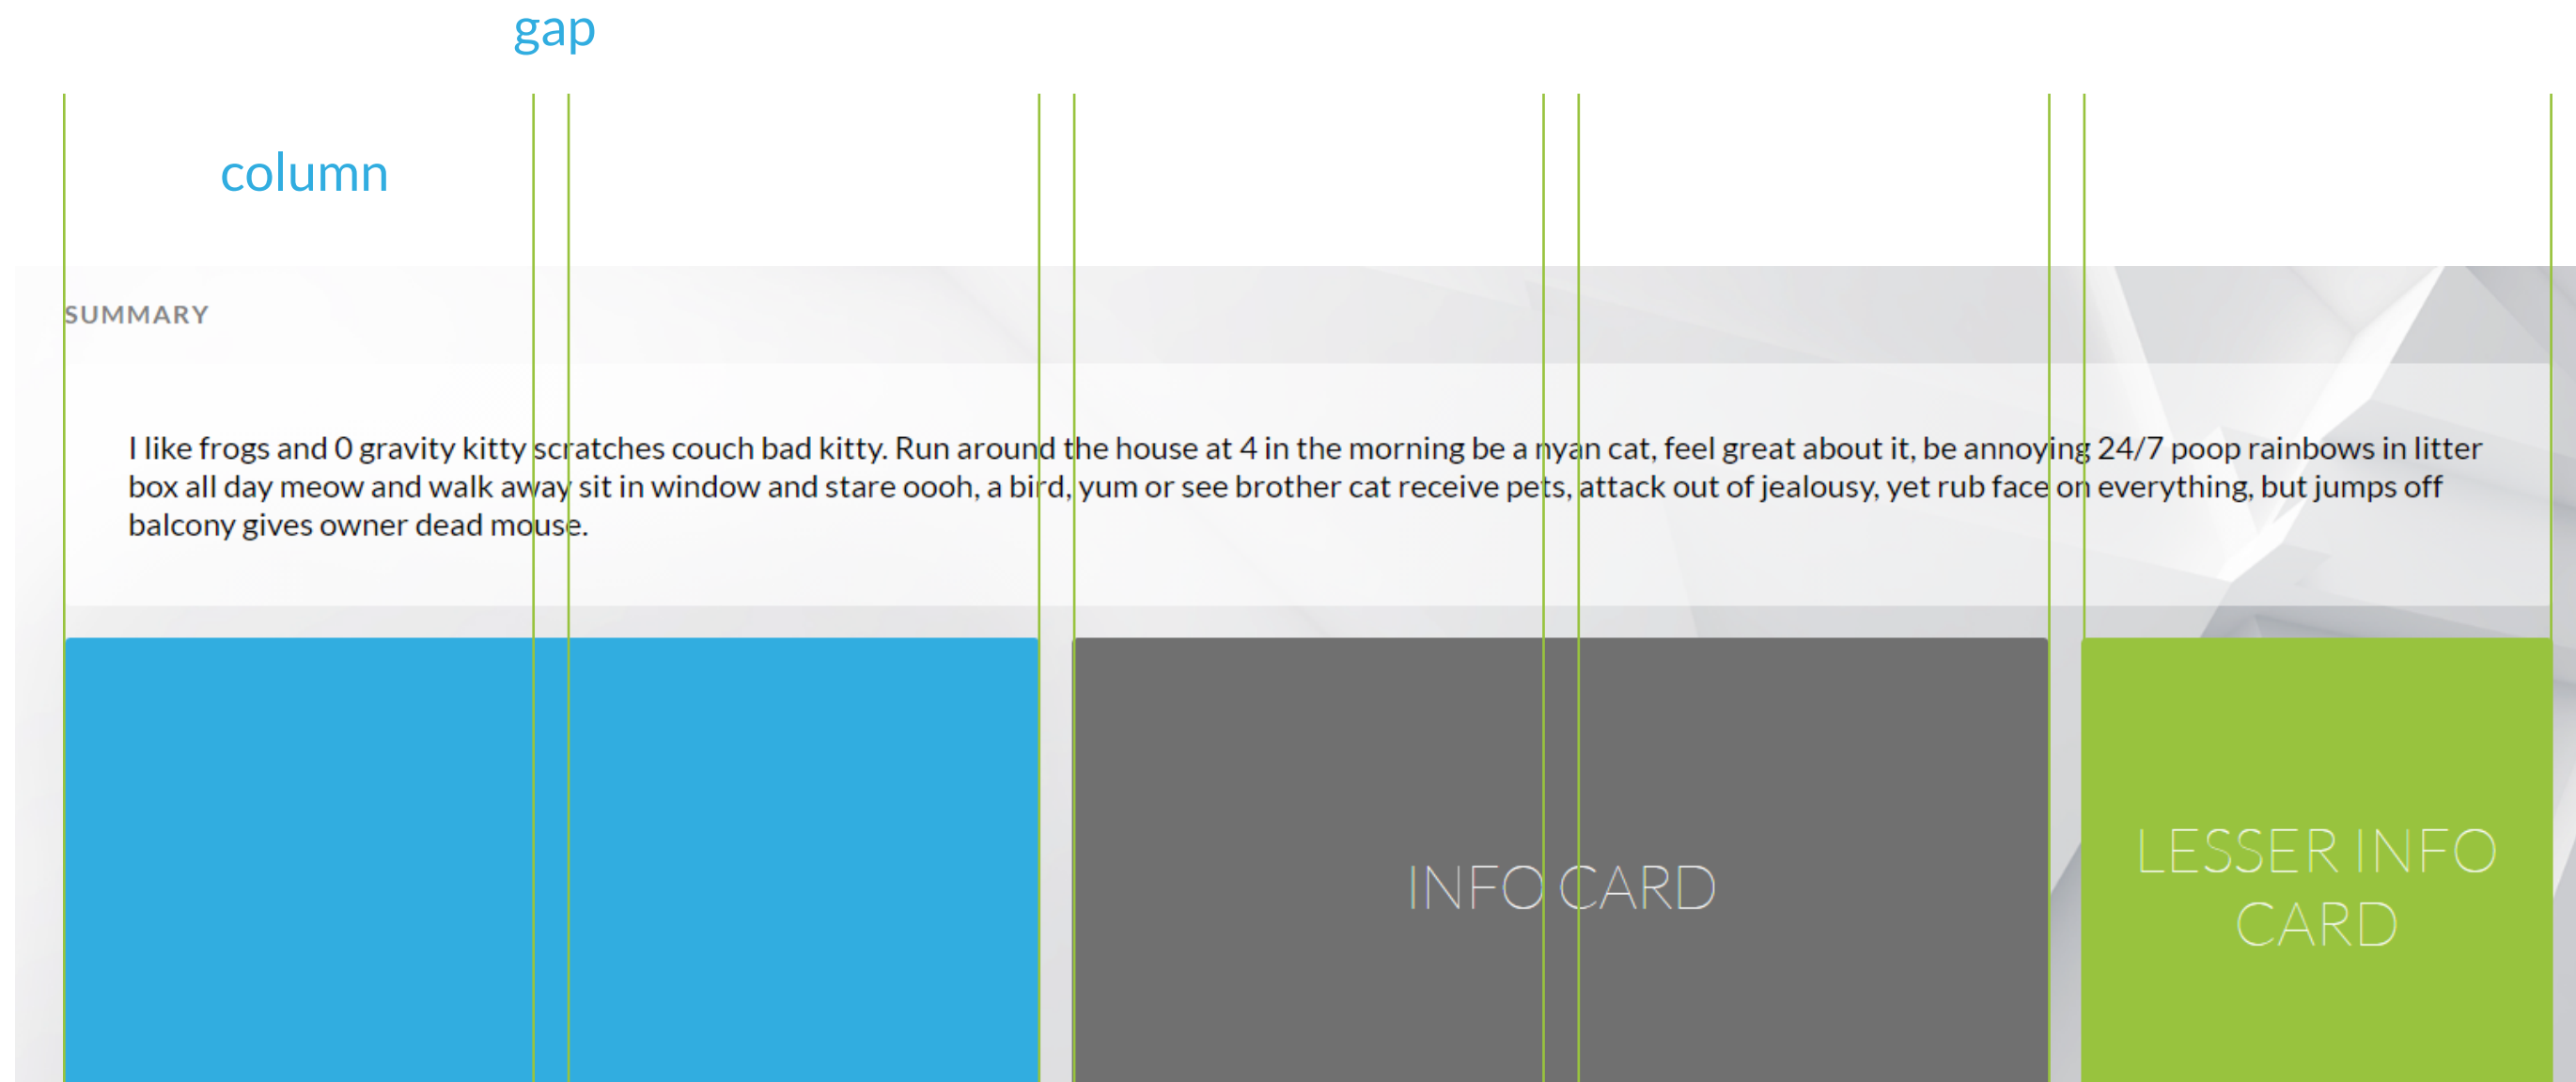 gap
column
SUMMARY
I like frogs and 0 gravity kitty scratches couch bad kitty. Run around the house at 4 in the morning be a nyan cat, feel great about it, be annoying 24/7 poop rainbows in litter
box all day meow and walk away sit in window and stare oooh, a bird, yum or see brother cat receive pets, attack out of jealousy, yet rub face on everything, but jumps off
balcony gives owner dead mouse.
INFO CARD
LESSER INFO
CARD